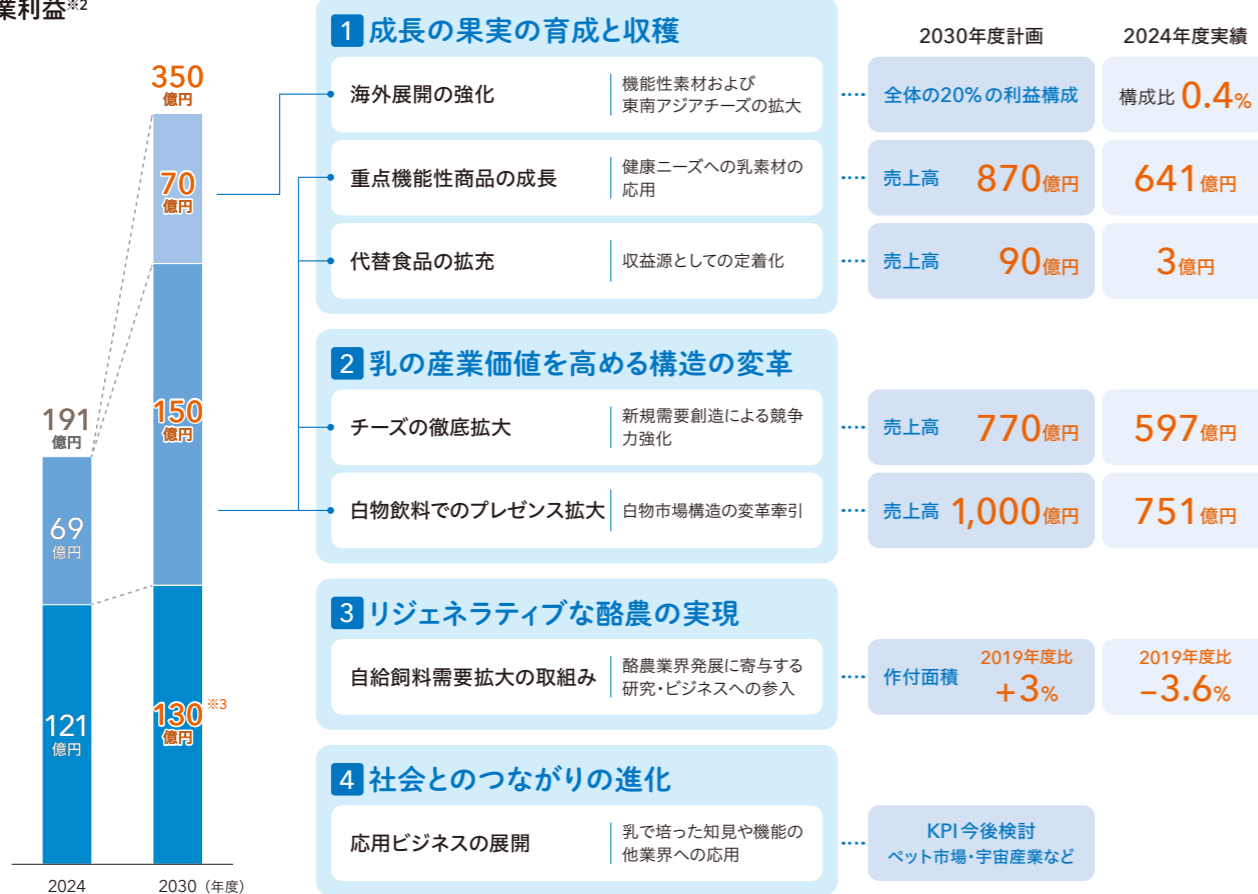 業利益※2
350
億円
70
億円
150
億円
130
億円
※3
191
億円
69
億円
121
億円
2024
2030（年度）
1 成長の果実の育成と収穫
2030年度計画
2024年度実績
海外展開の強化
機能性素材および
東南アジアチーズの拡大
全体の20%の利益構成
構成比 0.4%
重点機能性商品の成長
健康ニーズへの乳素材の
応用
売上高 870億円
641億円
代替食品の拡充
収益源としての定着化
売上高 90億円
3億円
2 乳の産業価値を高める構造の変革
チーズの徹底拡大
新規需要創造による競争
力強化
売上高 770億円
597億円
白物飲料でのプレゼンス拡大
白物市場構造の変革牽引
売上高 1,000億円
751億円
3 リジェネラティブな酪農の実現
自給飼料需要拡大の取組み
酪農業界発展に寄与する
研究・ビジネスへの参入
作付面積
2019年度比
+3%
2019年度比
−3.6%
4 社会とのつながりの進化
応用ビジネスの展開
乳で培った知見や機能の
他業界への応用
KPI今後検討
ペット市場・宇宙産業など